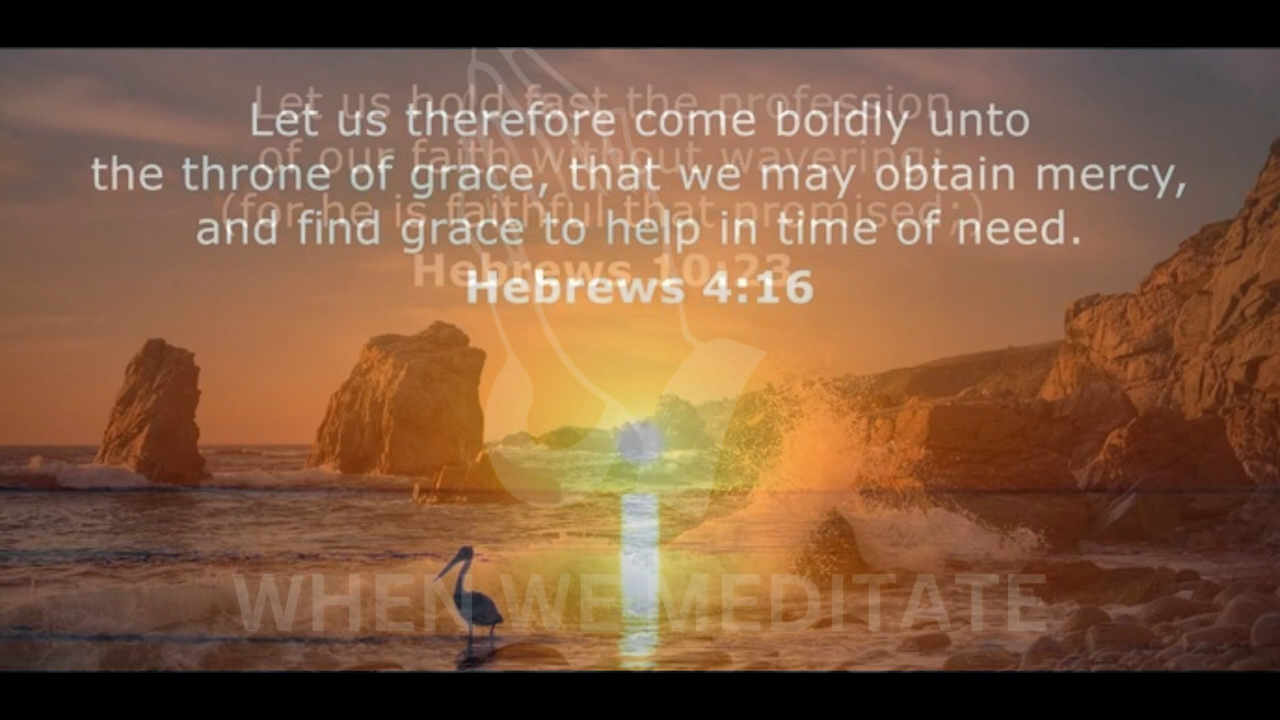 Let us hold fast the profession
of our faith without wavering;
(for he is faithful that promised;)
Hebrews 10:23
Let us therefore come boldly unto
the throne of grace, that we may obtain mercy,
and find grace to help in time of need.
Hebrews 4:16
WHEN WE MEDITATE